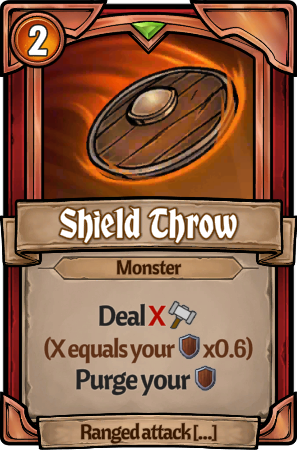 2
Shield Throw
Monster
Deal X
(X equals your x0.6)
Purge your
Ranged attack [...]